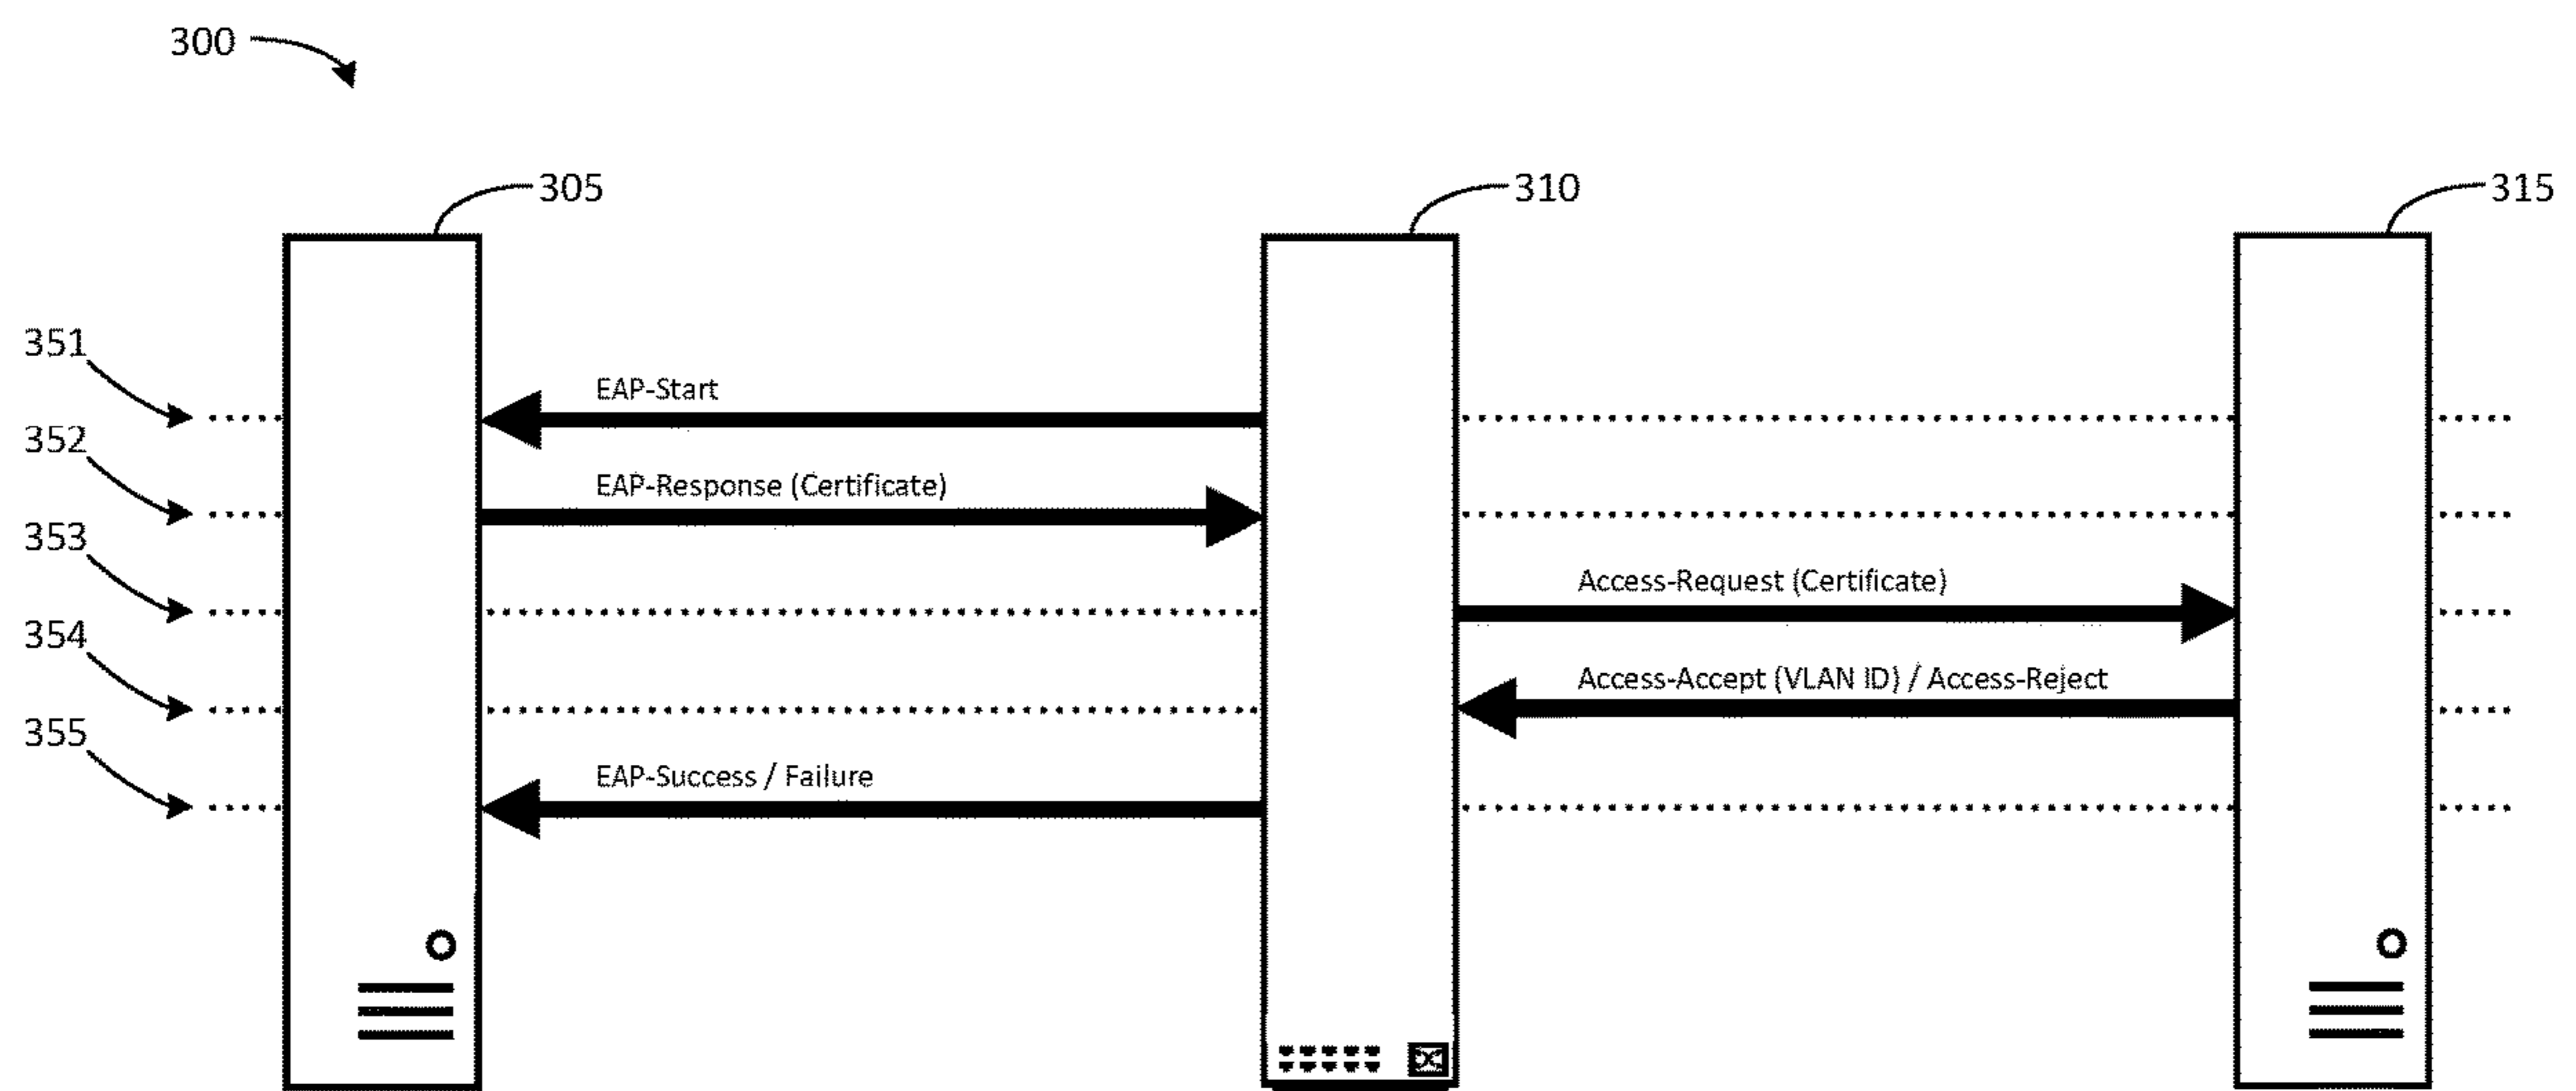 300
305
310
315
351
EAP-Start
352
EAP-Response (Certificate)
353
Access-Request (Certificate)
354
Access-Accept (VLAN ID) / Access-Reject
355
EAP-Success / Failure